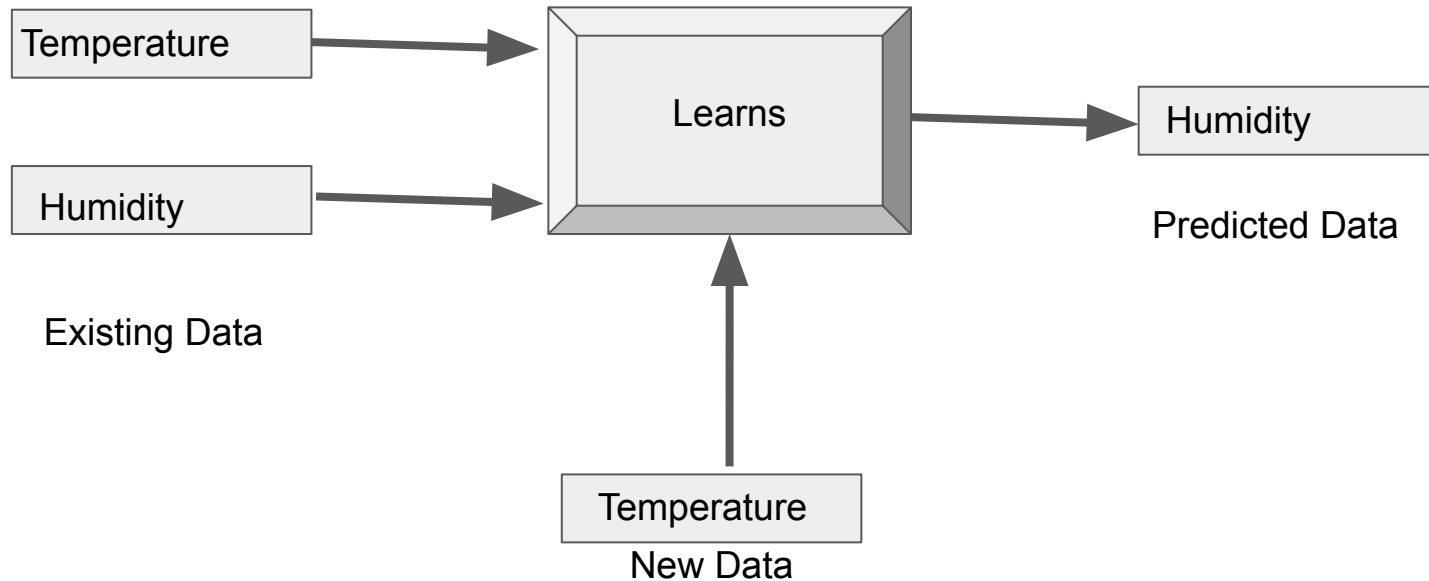 Temperature
Learns
Humidity
Humidity
Predicted Data
Existing Data
Temperature
New Data